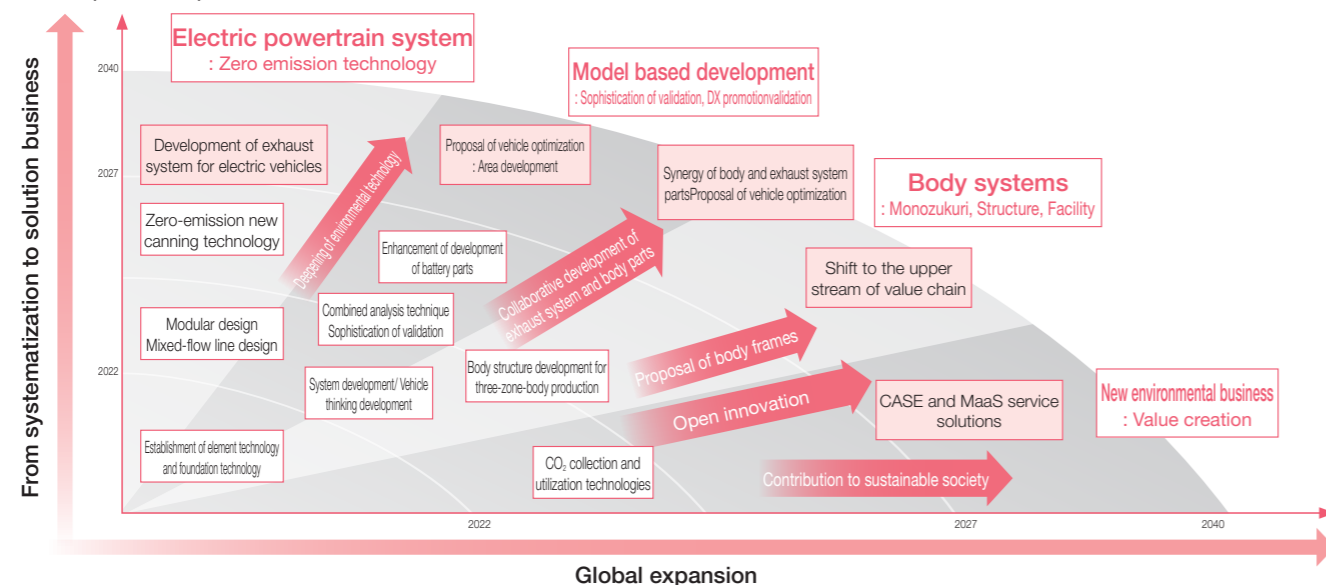 Electric powertrain system
: Zero emission technology
Model based development
: Sophistication of validation, DX promotionvalidation
Body systems
: Monozukuri, Structure, Facility
New environmental business
: Value creation
From systematization to solution business
2040
2027
2022
Development of exhaust
system for electric vehicles
Zero-emission new
canning technology
Modular design
Mixed-flow line design
Establishment of element technology
and foundation technology
Deepening of environmental technology
Proposal of vehicle optimization
: Area development
Enhancement of development
of battery parts
Combined analysis technique
Sophistication of validation
System development/ Vehicle
thinking development
Collaborative development of
exhaust system and body parts
Synergy of body and exhaust system
partsProposal of vehicle optimization
Body structure development for
three-zone-body production
Proposal of body frames
Shift to the upper
stream of value chain
Open innovation
CASE and MaaS service
solutions
CO₂ collection and
utilization technologies
Contribution to sustainable society
2022
2027
2040
Global expansion